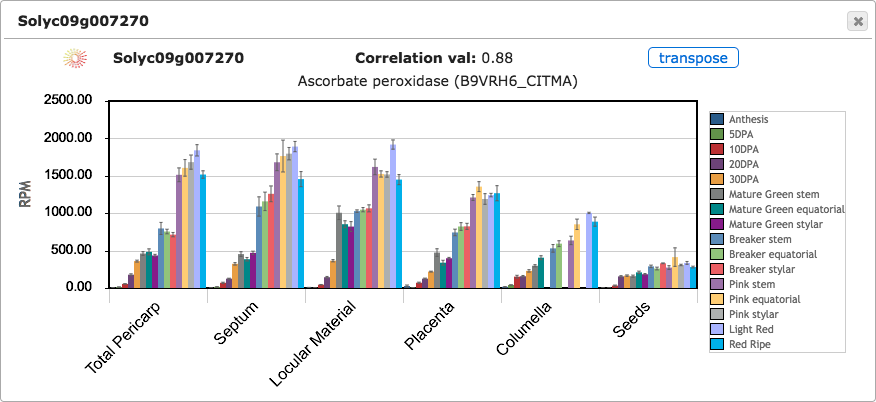 Solyc09g007270
Solyc09g007270 Correlation val: 0.88 transpose
Ascorbate peroxidase (B9VRH6_CITMA)
RPM
2500.00
2000.00
1500.00
1000.00
500.00
0.00
Total Pericarp
Septum
Locular Material
Placenta
Columella
Seeds
Anthesis
5DPA
10DPA
20DPA
30DPA
Mature Green stem
Mature Green equatorial
Mature Green stylar
Breaker stem
Breaker equatorial
Breaker stylar
Pink stem
Pink equatorial
Pink stylar
Light Red
Red Ripe